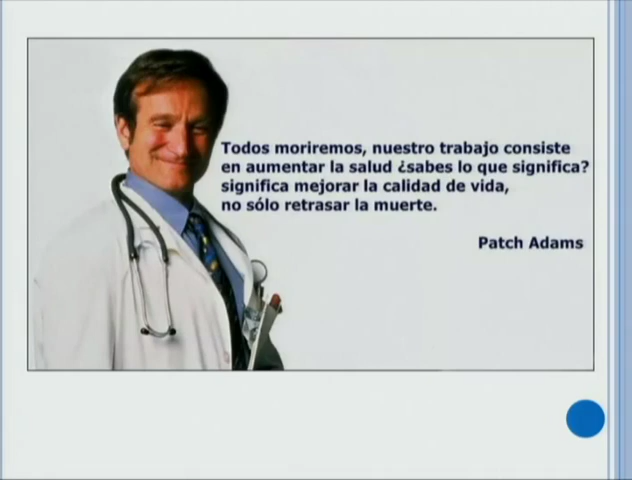 Todos moriremos, nuestro trabajo consiste
en aumentar la salud ¿sabes lo que significa?
significa mejorar la calidad de vida,
no sólo retrasar la muerte.
Patch Adams